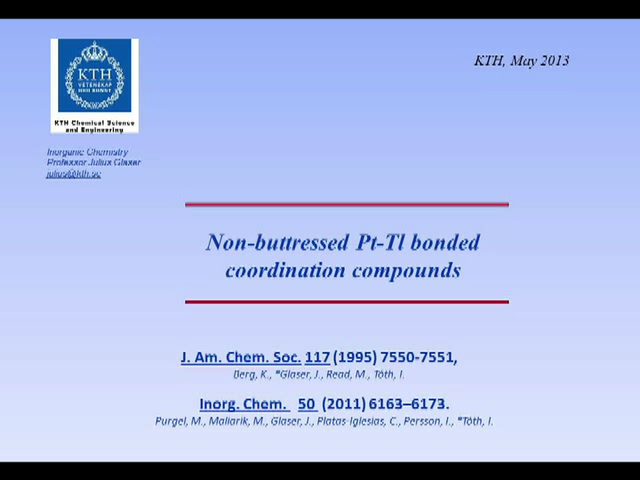 KTH, May 2013
KTH
VETENSKAP
OCH KONST
KTH Chemical Science
and Engineering
Inorganic Chemistry
Professor Julius Glaser
julius@kth.se
Non-buttressed Pt-Tl bonded
coordination compounds
J. Am. Chem. Soc. 117 (1995) 7550-7551,
Berg, K., *Glaser, J., Read, M., Tóth, I.
Inorg. Chem. 50 (2011) 6163–6173.
Purgel, M., Maliarik, M., Glaser, J., Platas-Iglesias, C., Persson, I., *Tóth, I.